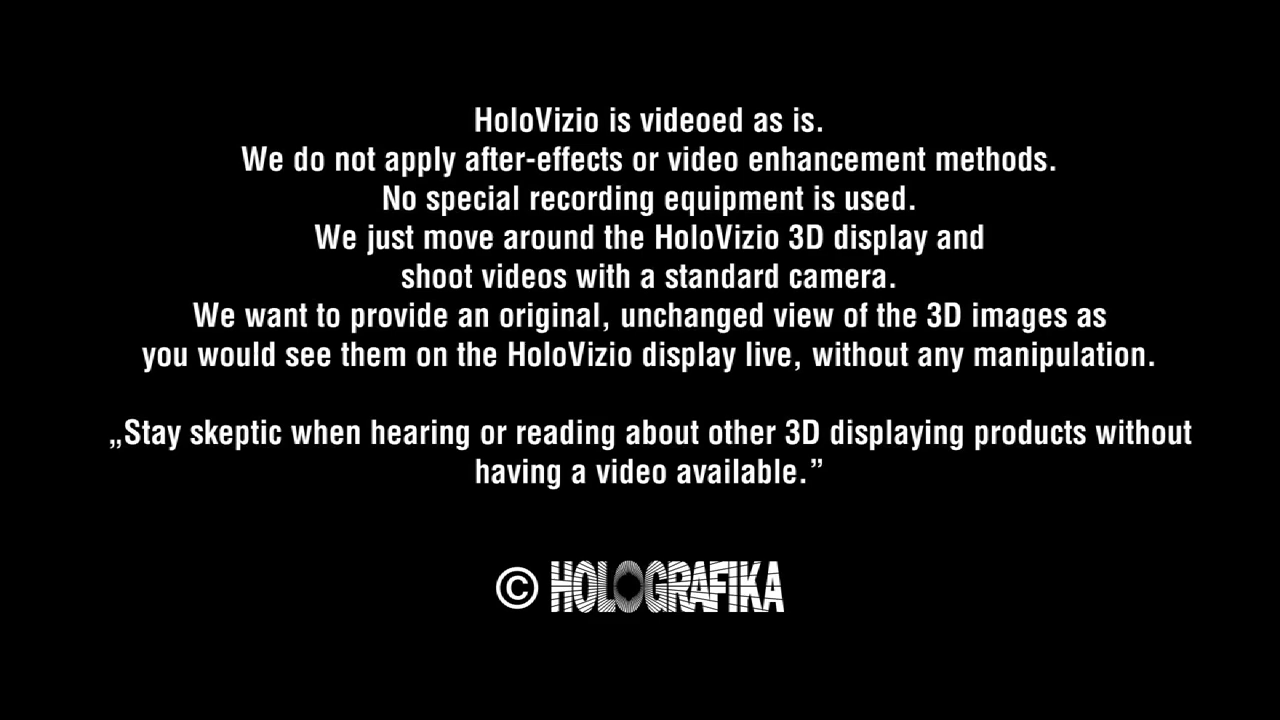 HoloVizio is videoed as is.
We do not apply after-effects or video enhancement methods.
No special recording equipment is used.
We just move around the HoloVizio 3D display and
shoot videos with a standard camera.
We want to provide an original, unchanged view of the 3D images as
you would see them on the HoloVizio display live, without any manipulation.
„Stay skeptic when hearing or reading about other 3D displaying products without
having a video available.”
© HOLOGRAFIKA